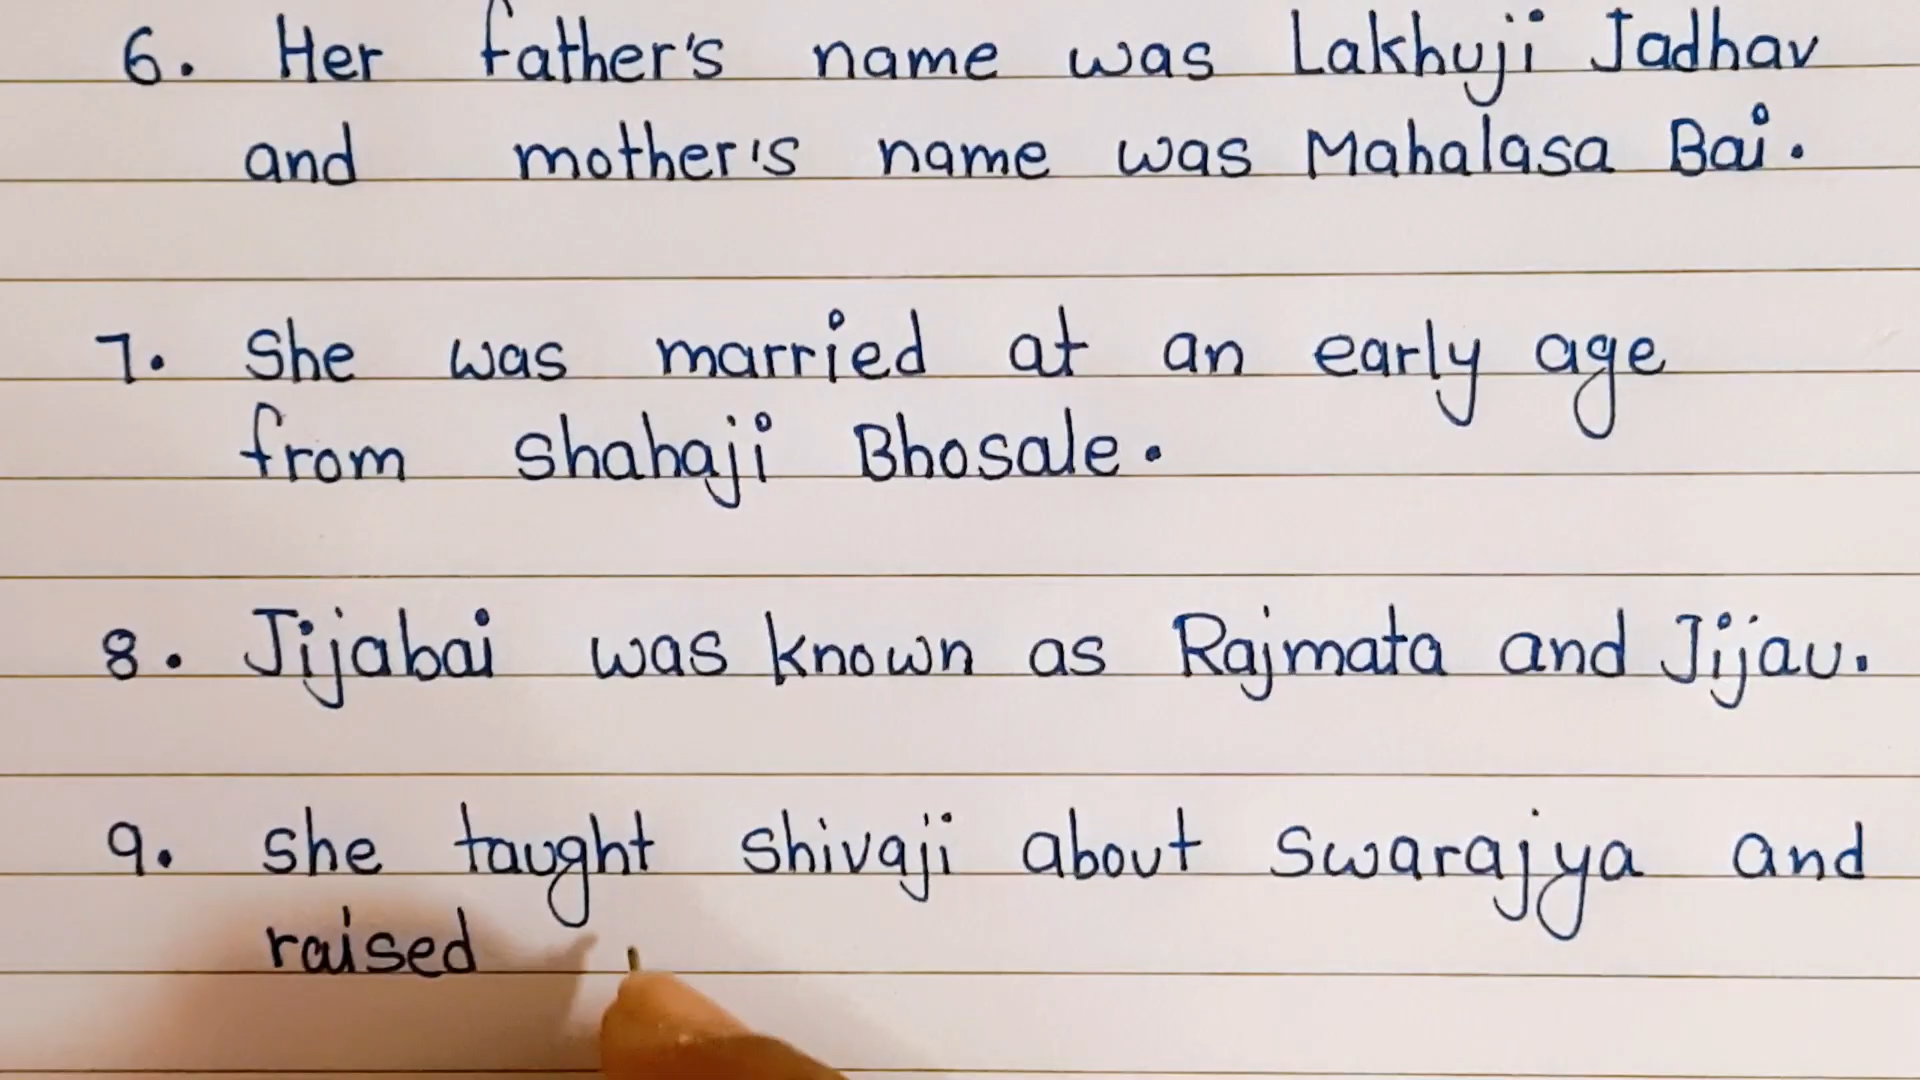 6. Her father's name was Lakhuji Jadhav
and mother's name was Mahalasa Bai.
7. She was married at an early age
from Shahaji Bhosale.
8. Jijabai was known as Rajmata and Jijau.
9. she taught shivaji about swarajya and
raised